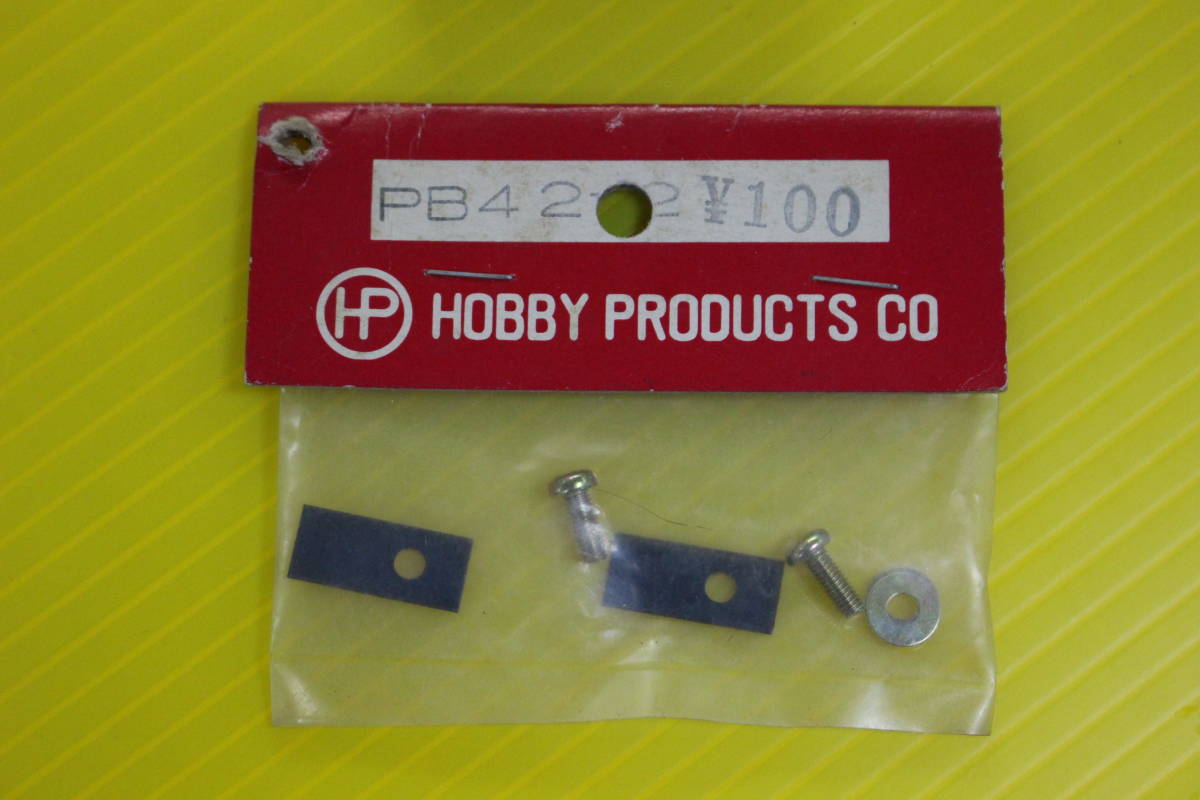 PB42-2 ¥100
HP HOBBY PRODUCTS CO